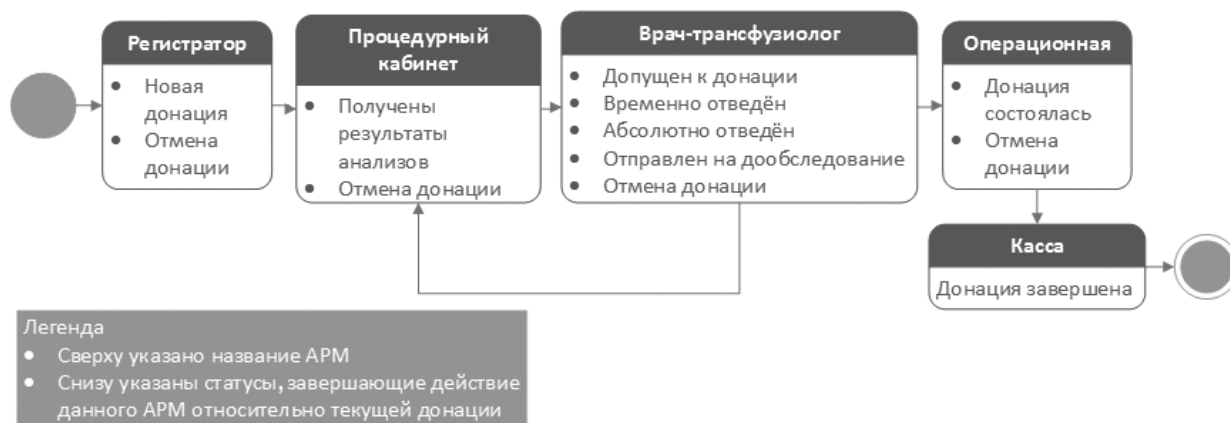 Регистратор
• Новая
донация
• Отмена
донации
Процедурный
кабинет
• Получены
результаты
анализов
• Отмена донации
Врач-трансфузиолог
• Допущен к донации
• Временно отведён
• Абсолютно отведён
• Отправлен на дообследование
• Отмена донации
Операционная
• Донация
состоялась
• Отмена
донации
Касса
Донация завершена
Легенда
• Сверху указано название АРМ
• Снизу указаны статусы, завершающие действие
данного АРМ относительно текущей донации